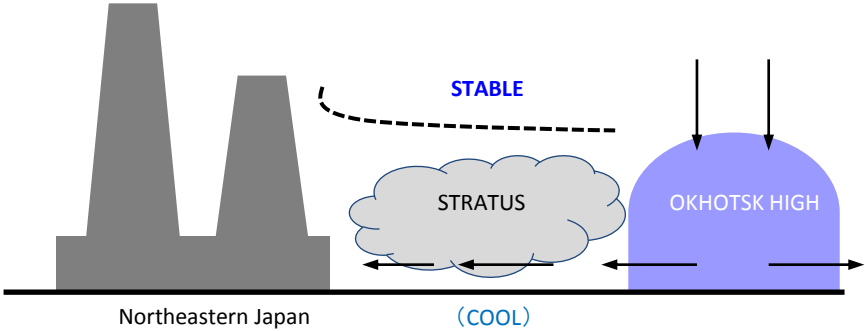 STABLE
STRATUS
OKHOTSK HIGH
Northeastern Japan
（COOL）